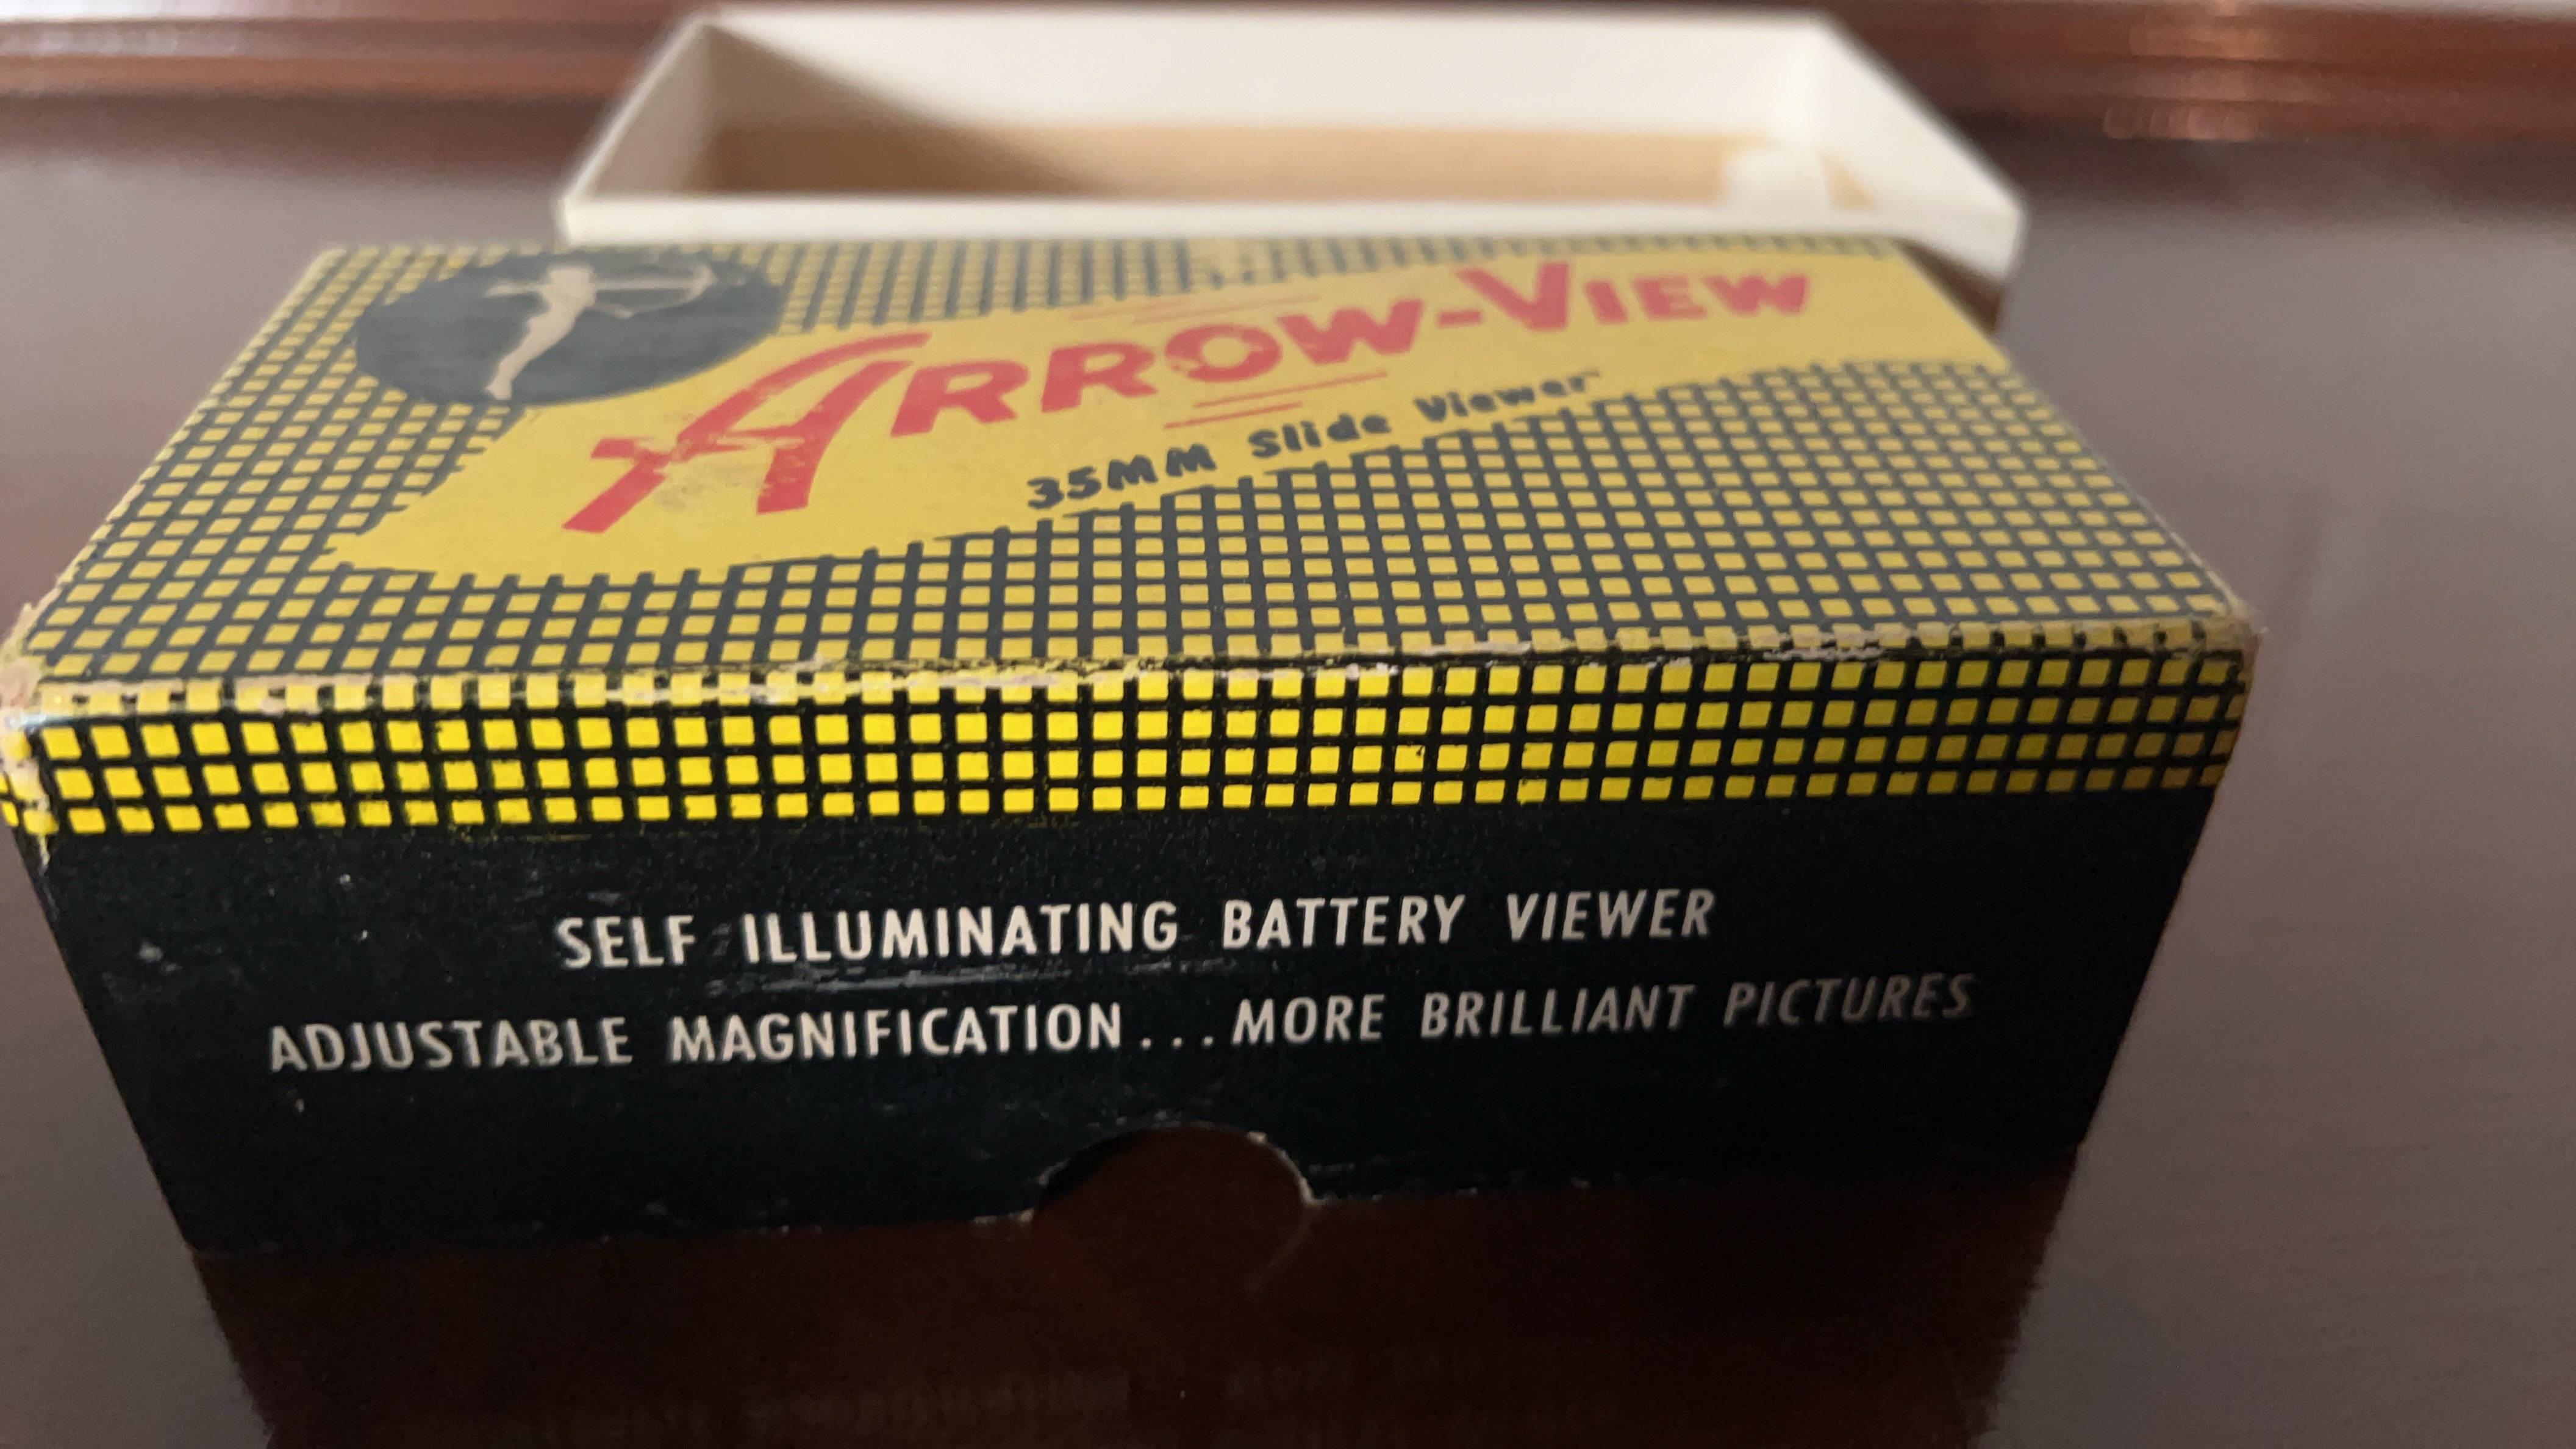 ARROW-VIEW
35MM Slide Viewer
SELF ILLUMINATING BATTERY VIEWER
ADJUSTABLE MAGNIFICATION...MORE BRILLIANT PICTURES